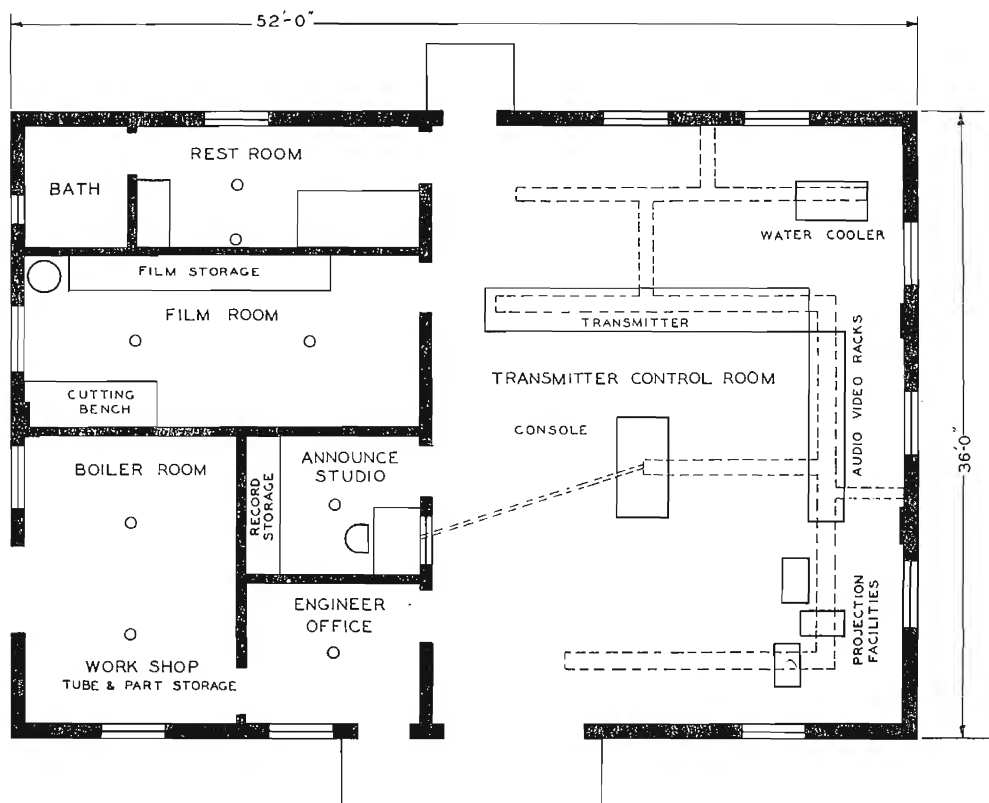 52'-0"
REST ROOM
BATH
WATER COOLER
FILM STORAGE
FILM ROOM
TRANSMITTER
TRANSMITTER CONTROL ROOM
AUDIO VIDEO RACKS
CUTTING
BENCH
CONSOLE
36'-0"
BOILER ROOM
ANNOUNCE
STUDIO
RECORD
STORAGE
ENGINEER
OFFICE
PROJECTION
FACILITIES
WORK SHOP
TUBE & PART STORAGE